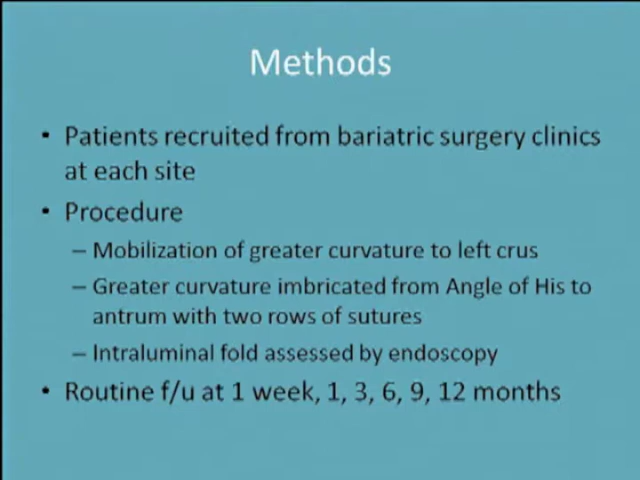 Methods
• Patients recruited from bariatric surgery clinics
at each site
• Procedure
– Mobilization of greater curvature to left crus
– Greater curvature imbricated from Angle of His to
antrum with two rows of sutures
– Intraluminal fold assessed by endoscopy
• Routine f/u at 1 week, 1, 3, 6, 9, 12 months